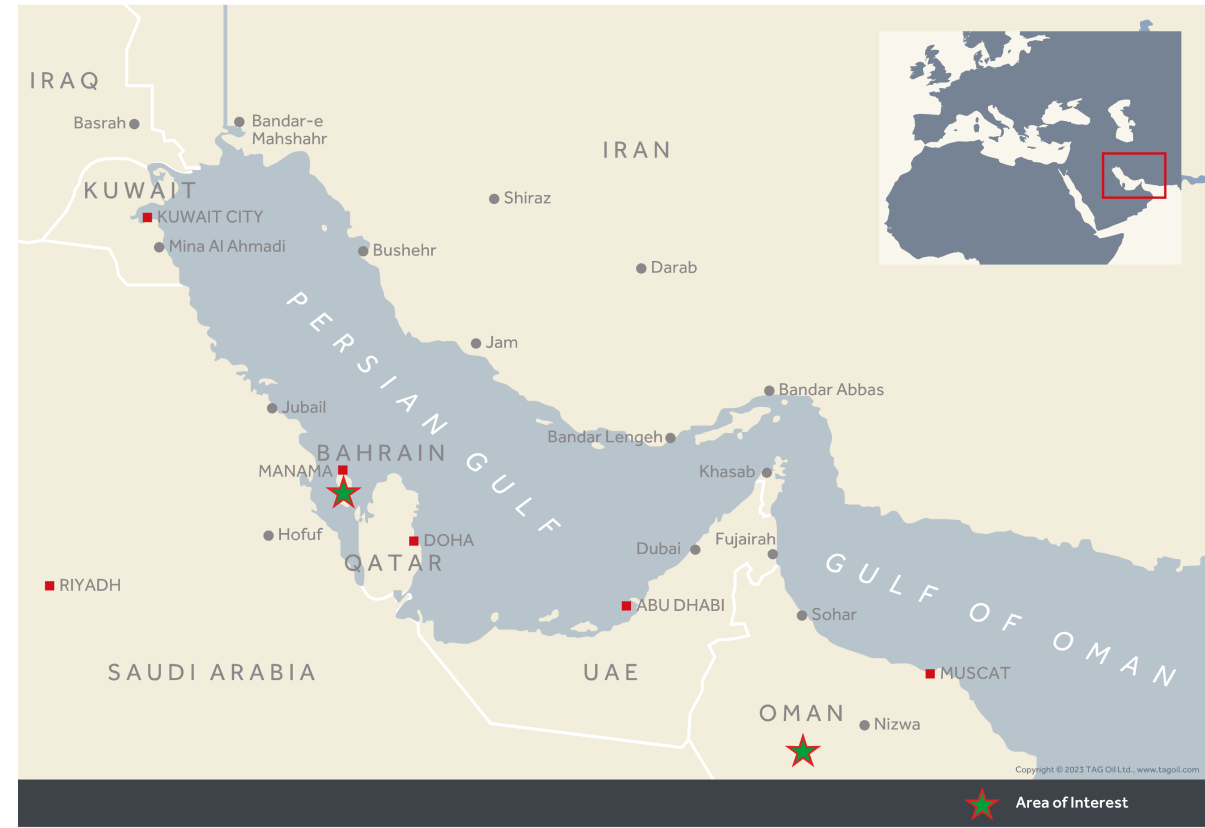 IRAQ
Basrah
Bandar-e
Mahshahr
IRAN
KUWAIT
Shiraz
KUWAIT CITY
Mina Al Ahmadi
Bushehr
Darab
PERSIAN GULF
Jam
Jubail
Bandar Abbas
Bandar Lengeh
BAHRAIN
MANAMA
Khasab
Hofuf
DOHA
QATAR
Dubai
Fujairah
GULF OF OMAN
RIYADH
ABU DHABI
Sohar
SAUDI ARABIA
UAE
MUSCAT
OMAN
Nizwa
Copyright © 2023 TAG Oil Ltd., www.tagoil.com
Area of Interest